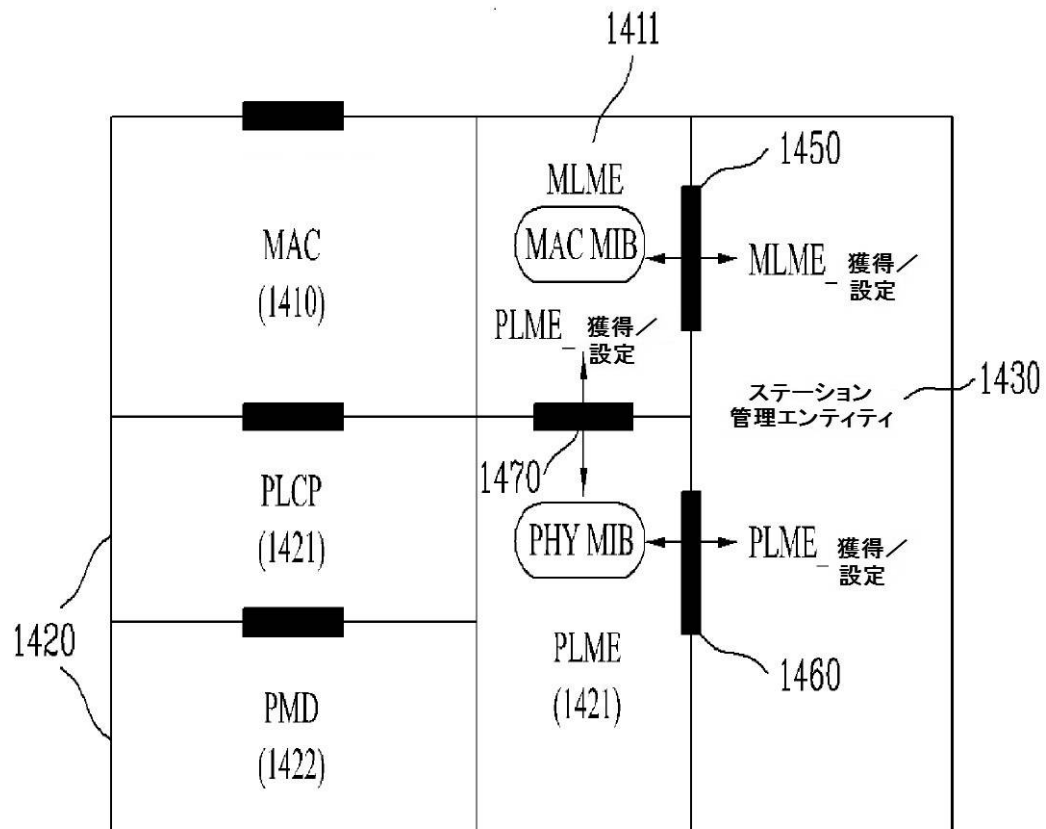 1411
1450
MLME
MAC MIB
MAC
(1410)
MLME_獲得/
設定
PLME_獲得/
設定
ステーション
管理エンティティ
1430
1470
PLCP
(1421)
PHY MIB
PLME_獲得/
設定
1420
PLME
(1421)
1460
PMD
(1422)